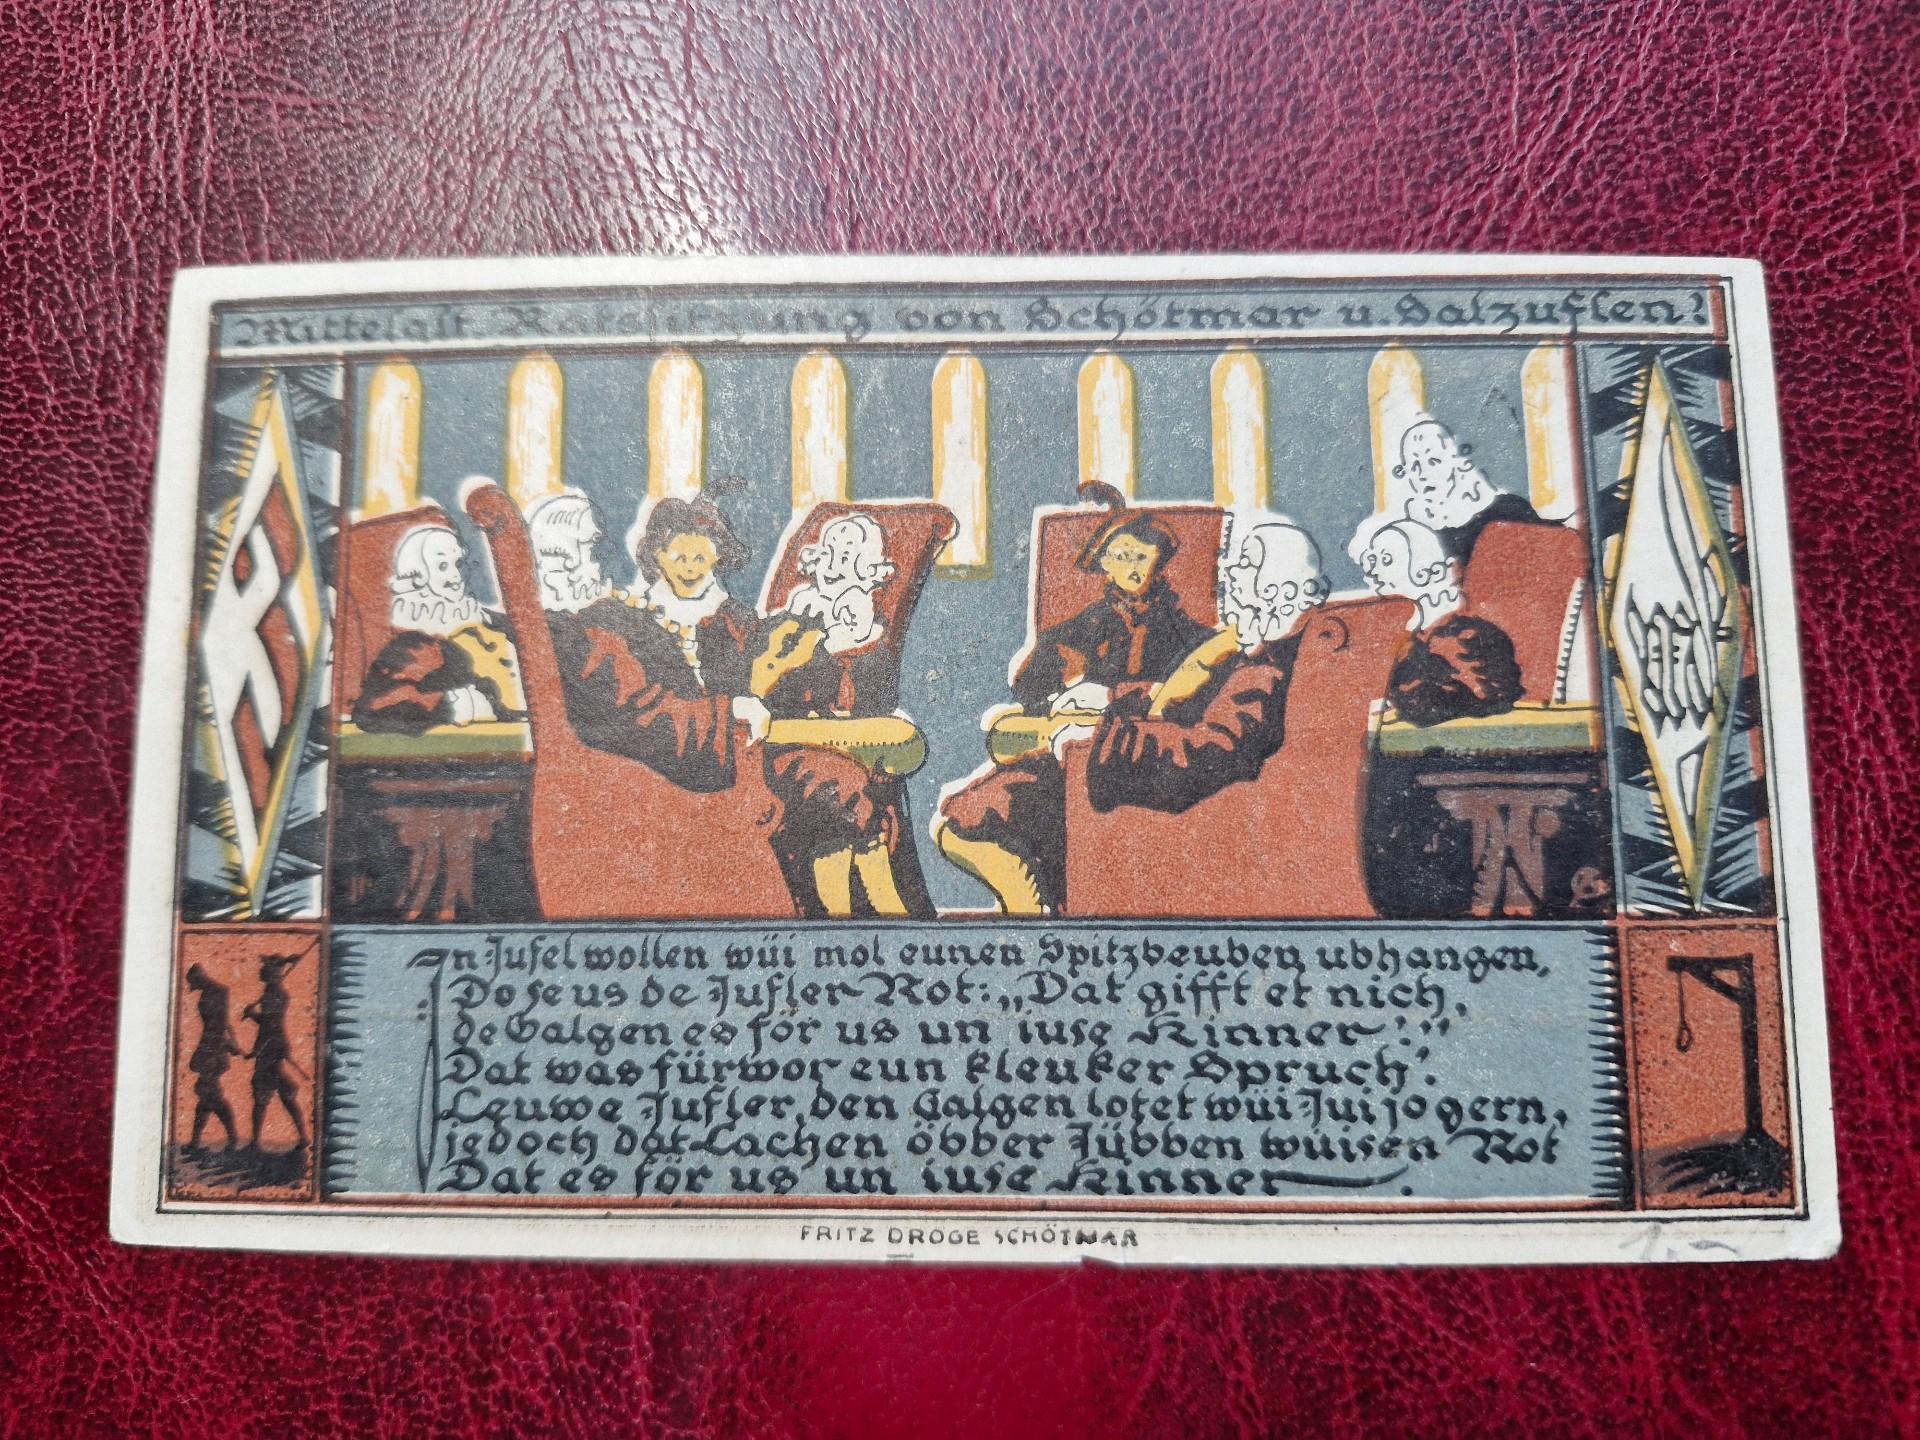 Mittelalt Ratssitzung von Schötmar u. Salzuflen!
In Jufel wollen wüi mol eunen Spitzbeuben ubhangen,
Do se us de Jufler Rot: „Dat gifft et nich,
de Galgen es för us un iuse Kinner!"
Dat was fürwor eun kleuker Spruch!
Leuwe Jufler, den Galgen lotet wüi Jui jo gern,
jedoch dat Lachen öbber Jübben wüisen Rot
Dat es för us un iuse Kinner.
FRITZ DROGE SCHÖTMAR